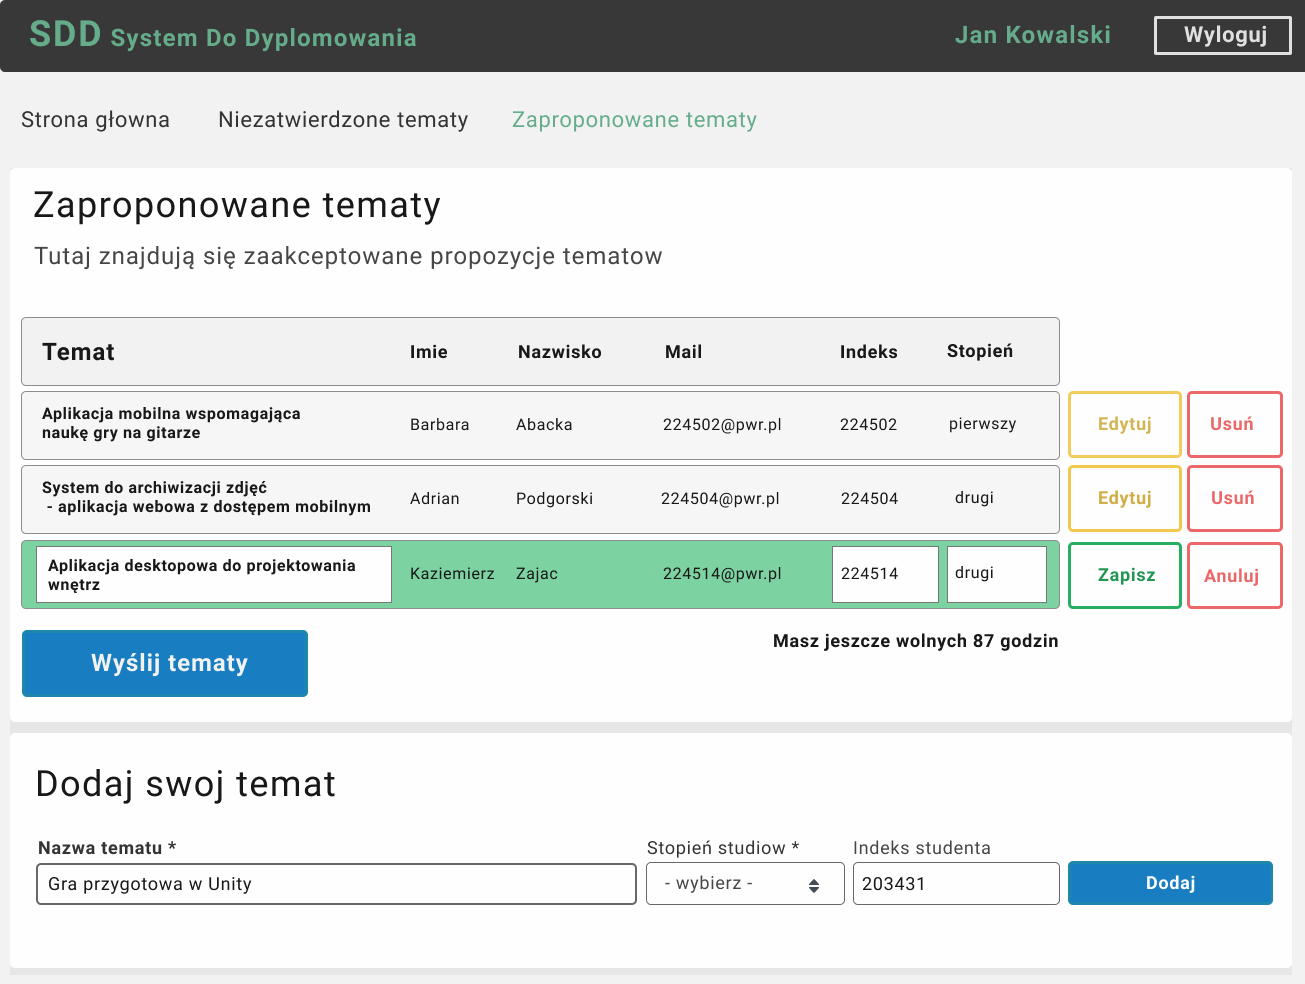 SDD System Do Dyplomowania
Jan Kowalski
Wyloguj
Strona głowna
Niezatwierdzone tematy
Zaproponowane tematy
Zaproponowane tematy
Tutaj znajdują się zaakceptowane propozycje tematow
Temat Imie Nazwisko Mail Indeks Stopień
Aplikacja mobilna wspomagająca
naukę gry na gitarze
Barbara Abacka 224502@pwr.pl 224502 pierwszy
Edytuj Usuń
System do archiwizacji zdjęć
- aplikacja webowa z dostępem mobilnym
Adrian Podgorski 224504@pwr.pl 224504 drugi
Edytuj Usuń
Aplikacja desktopowa do projektowania
wnętrz
Kaziemierz Zajac 224514@pwr.pl 224514 drugi
Zapisz Anuluj
Masz jeszcze wolnych 87 godzin
Wyślij tematy
Dodaj swoj temat
Nazwa tematu * Stopień studiow * Indeks studenta
Gra przygotowa w Unity - wybierz - 203431 Dodaj